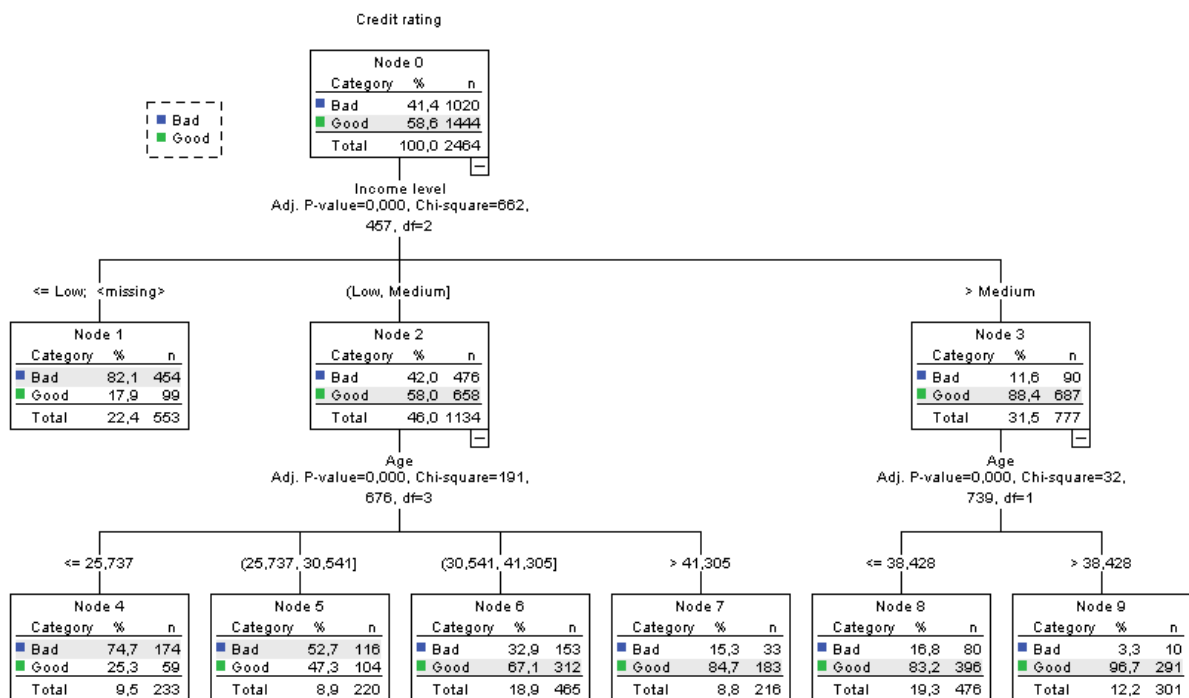 Credit rating
Bad
Good
Node 0
Category % n
Bad 41,4 1020
Good 58,6 1444
Total 100,0 2464
Income level
Adj. P-value=0,000, Chi-square=662,
457, df=2
<= Low; <missing>
(Low, Medium]
> Medium
Node 1
Category % n
Bad 82,1 454
Good 17,9 99
Total 22,4 553
Node 2
Category % n
Bad 42,0 476
Good 58,0 658
Total 46,0 1134
Node 3
Category % n
Bad 11,6 90
Good 88,4 687
Total 31,5 777
Age
Adj. P-value=0,000, Chi-square=191,
676, df=3
Age
Adj. P-value=0,000, Chi-square=32,
739, df=1
<= 25,737
(25,737, 30,541]
(30,541, 41,305]
> 41,305
<= 38,428
> 38,428
Node 4
Category % n
Bad 74,7 174
Good 25,3 59
Total 9,5 233
Node 5
Category % n
Bad 52,7 116
Good 47,3 104
Total 8,9 220
Node 6
Category % n
Bad 32,9 153
Good 67,1 312
Total 18,9 465
Node 7
Category % n
Bad 15,3 33
Good 84,7 183
Total 8,8 216
Node 8
Category % n
Bad 16,8 80
Good 83,2 396
Total 19,3 476
Node 9
Category % n
Bad 3,3 10
Good 96,7 291
Total 12,2 301